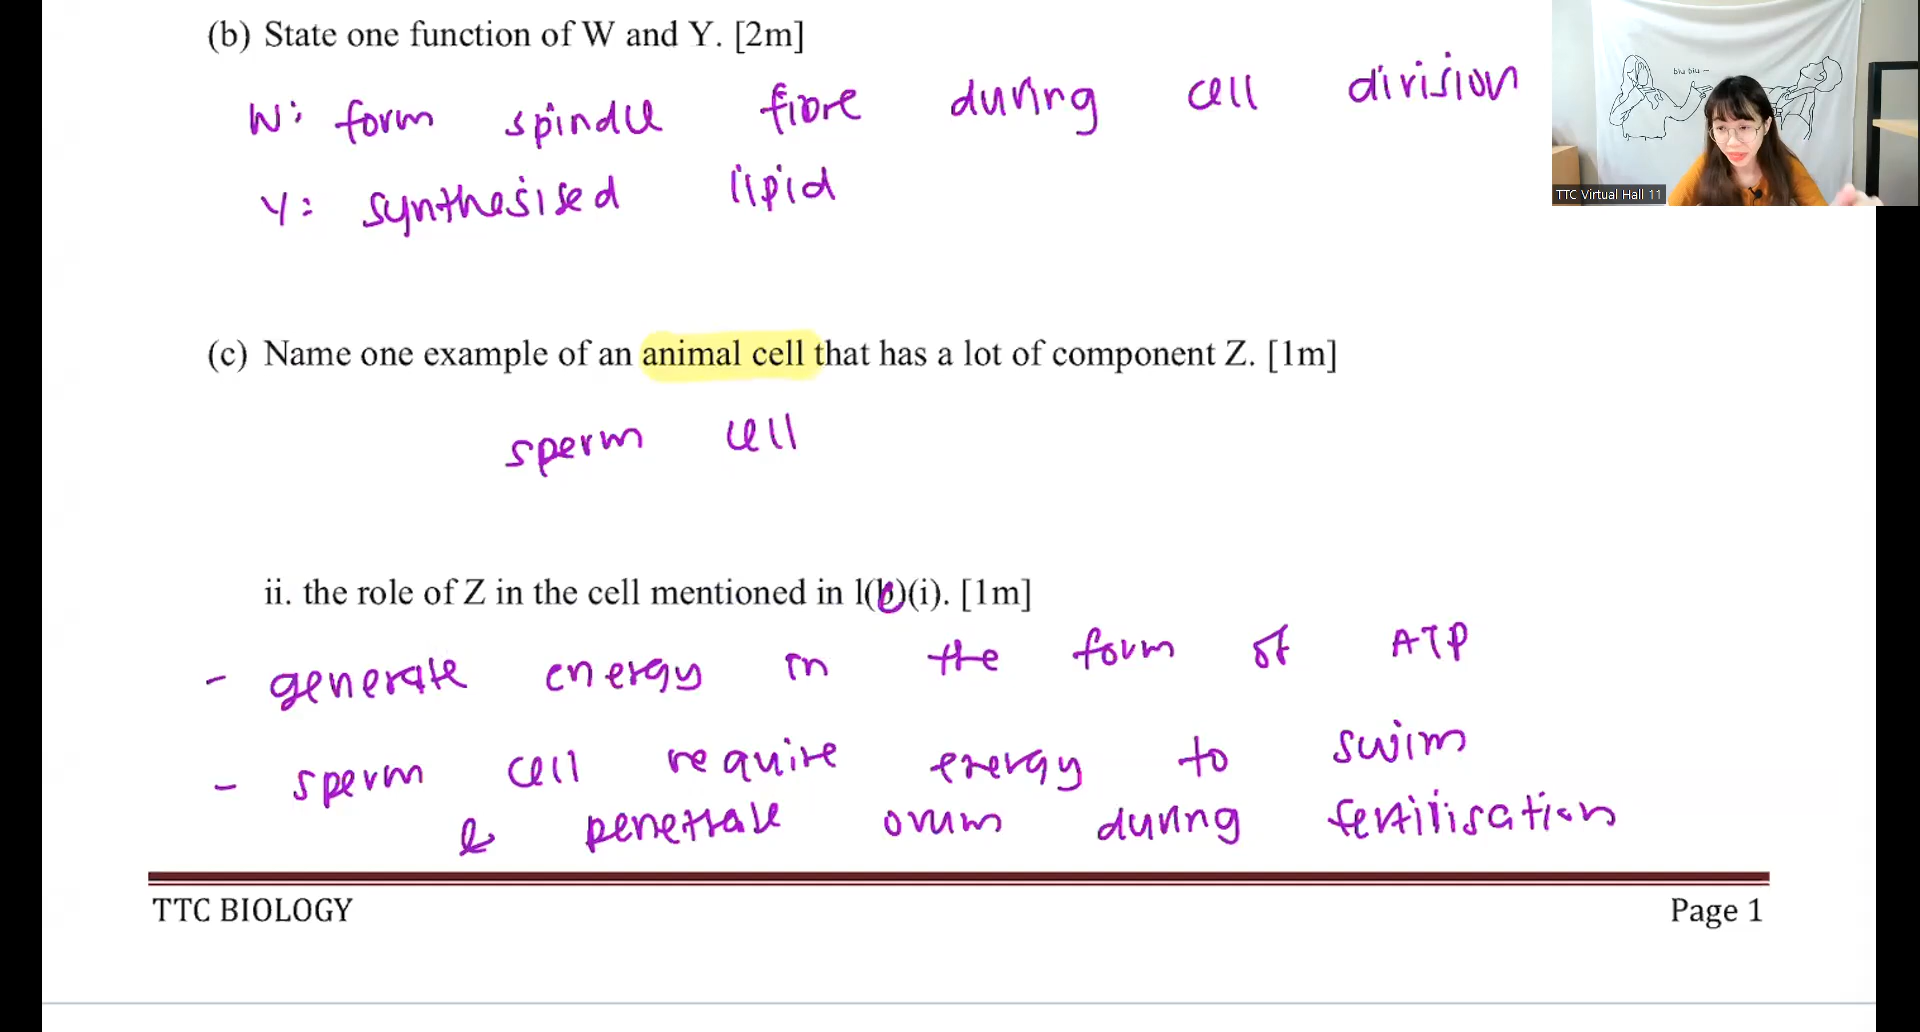 (b) State one function of W and Y. [2m]
W: form spindle fibre during cell division
Y: synthesised lipid
(c) Name one example of an animal cell that has a lot of component Z. [1m]
sperm cell
ii. the role of Z in the cell mentioned in 1(c)(i). [1m]
- generate energy in the form of ATP
- sperm cell require energy to swim
& penetrate ovum during fertilisation
TTC BIOLOGY
Page 1
blu blu ~
TTC Virtual Hall 11